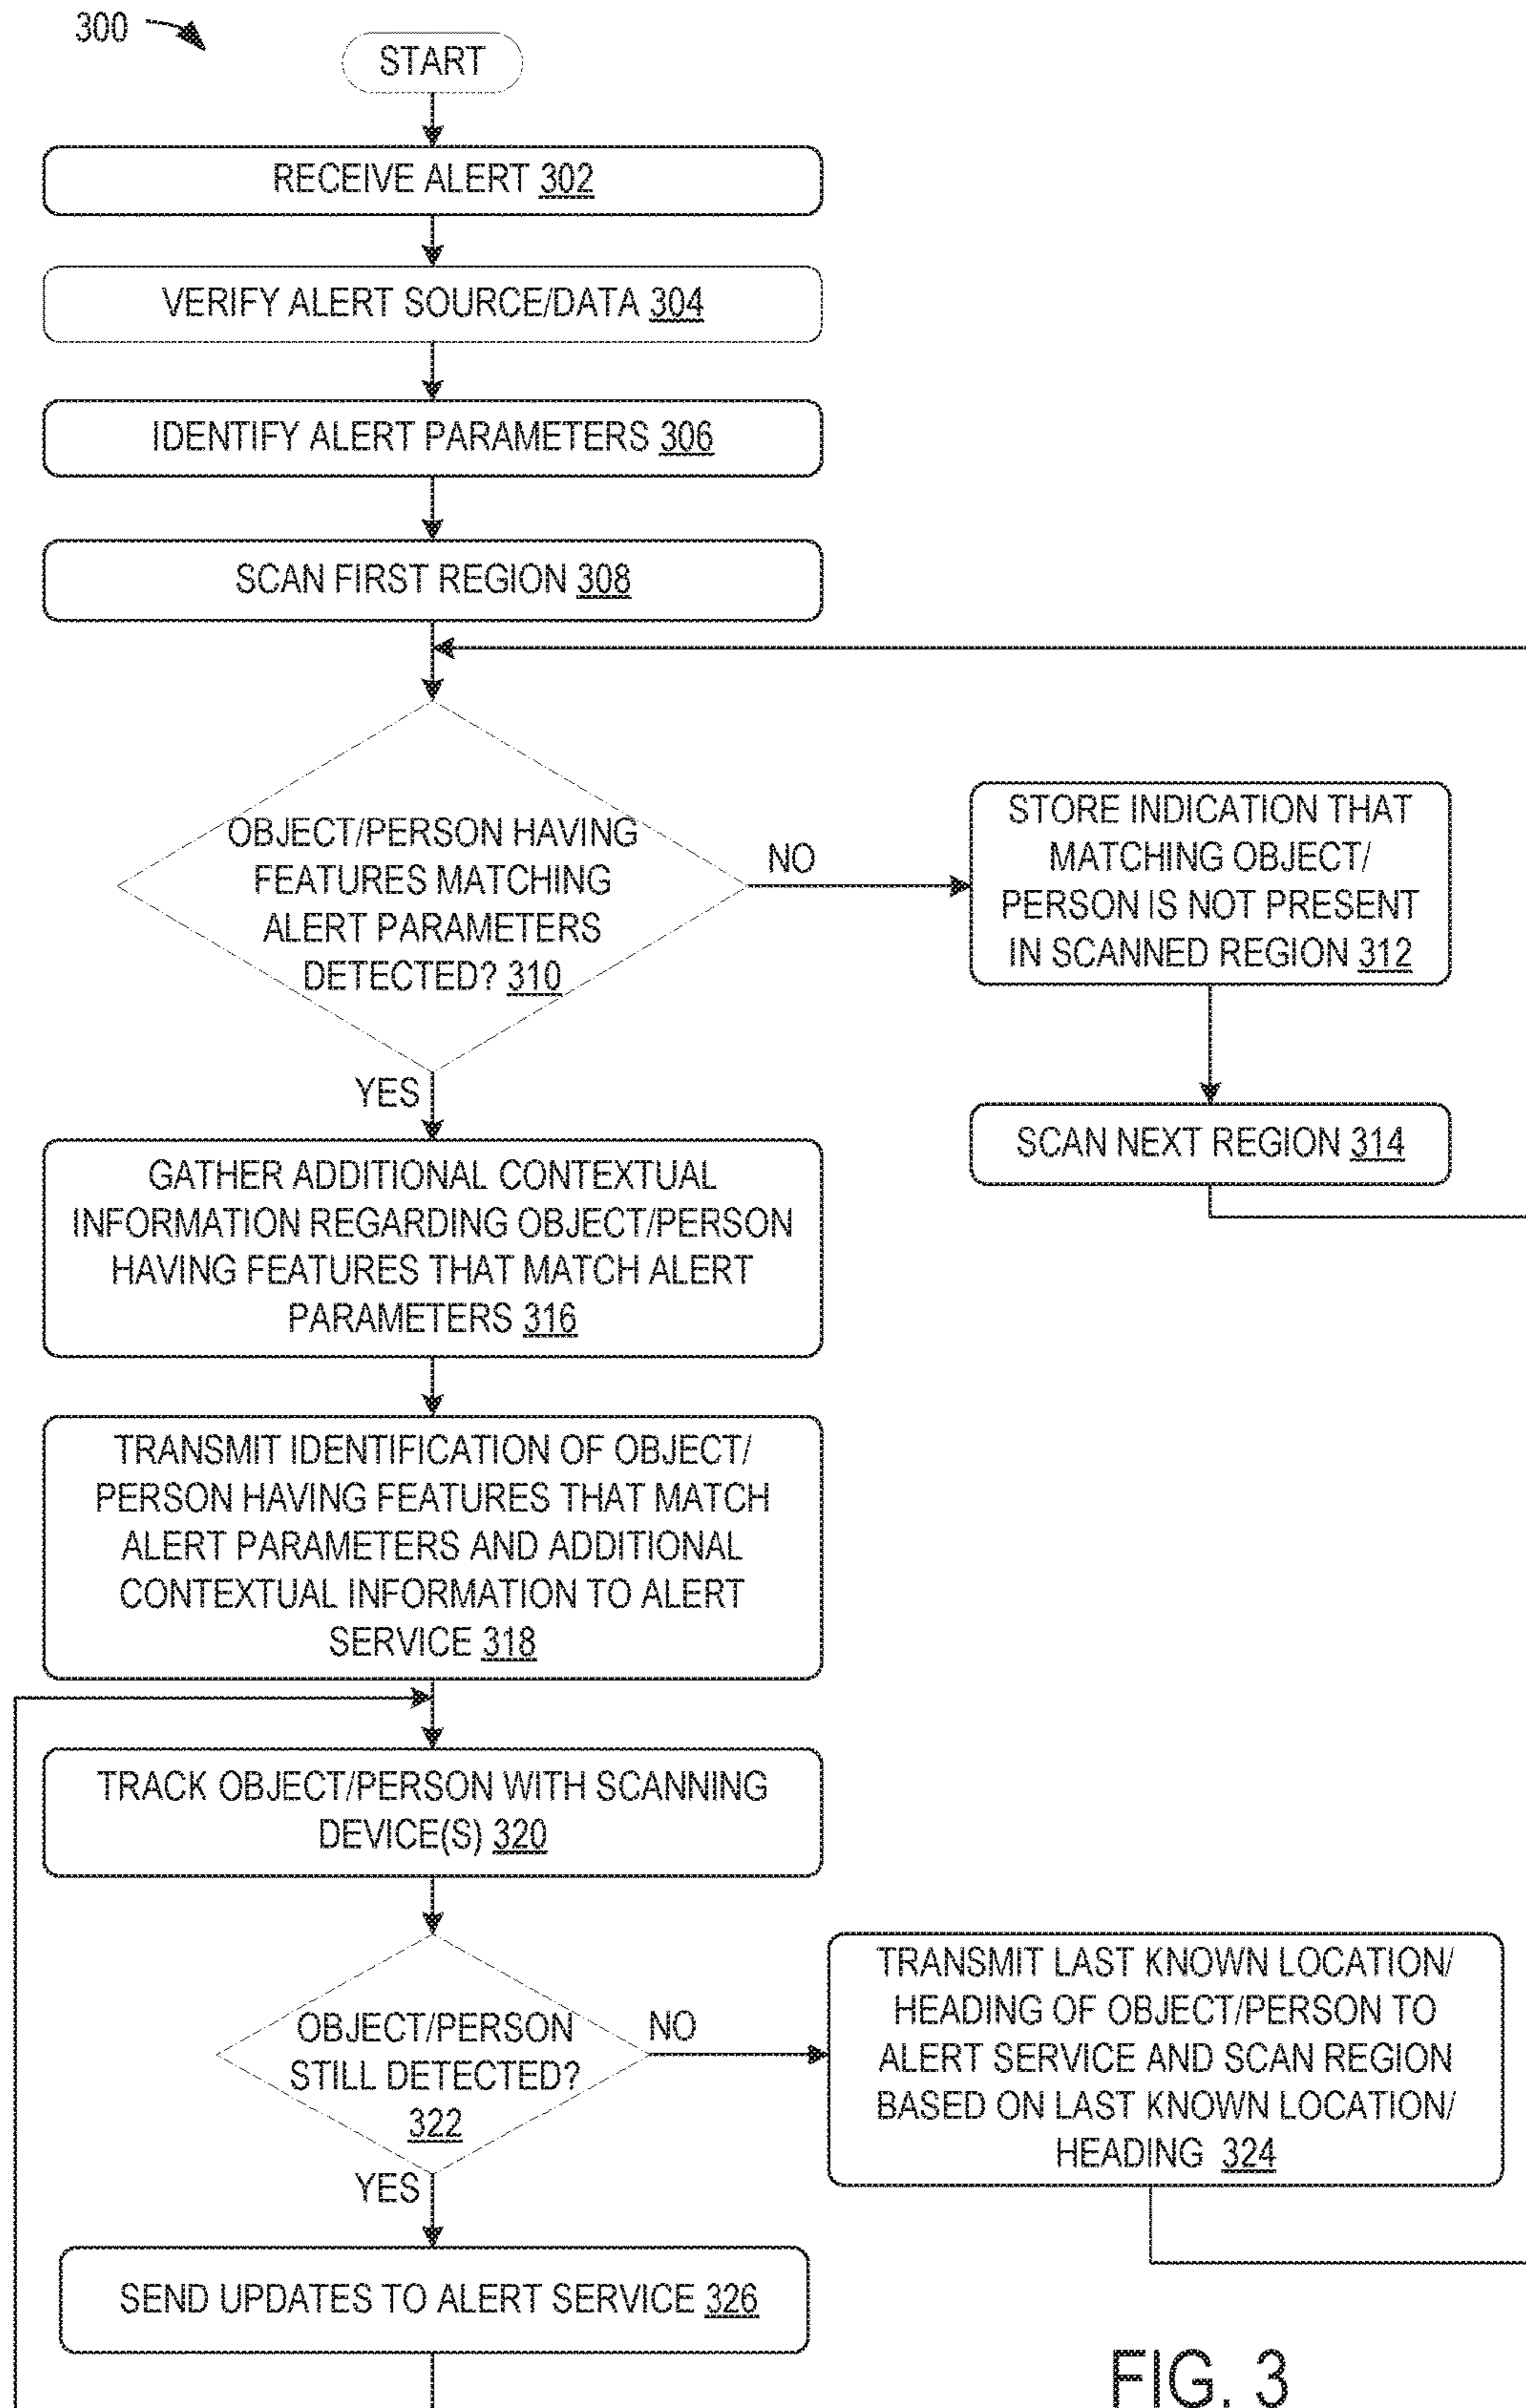 300
START
RECEIVE ALERT 302
VERIFY ALERT SOURCE/DATA 304
IDENTIFY ALERT PARAMETERS 306
SCAN FIRST REGION 308
OBJECT/PERSON HAVING
FEATURES MATCHING
ALERT PARAMETERS
DETECTED? 310
NO
STORE INDICATION THAT
MATCHING OBJECT/
PERSON IS NOT PRESENT
IN SCANNED REGION 312
SCAN NEXT REGION 314
YES
GATHER ADDITIONAL CONTEXTUAL
INFORMATION REGARDING OBJECT/PERSON
HAVING FEATURES THAT MATCH ALERT
PARAMETERS 316
TRANSMIT IDENTIFICATION OF OBJECT/
PERSON HAVING FEATURES THAT MATCH
ALERT PARAMETERS AND ADDITIONAL
CONTEXTUAL INFORMATION TO ALERT
SERVICE 318
TRACK OBJECT/PERSON WITH SCANNING
DEVICE(S) 320
OBJECT/PERSON
STILL DETECTED?
322
NO
TRANSMIT LAST KNOWN LOCATION/
HEADING OF OBJECT/PERSON TO
ALERT SERVICE AND SCAN REGION
BASED ON LAST KNOWN LOCATION/
HEADING 324
YES
SEND UPDATES TO ALERT SERVICE 326
FIG. 3